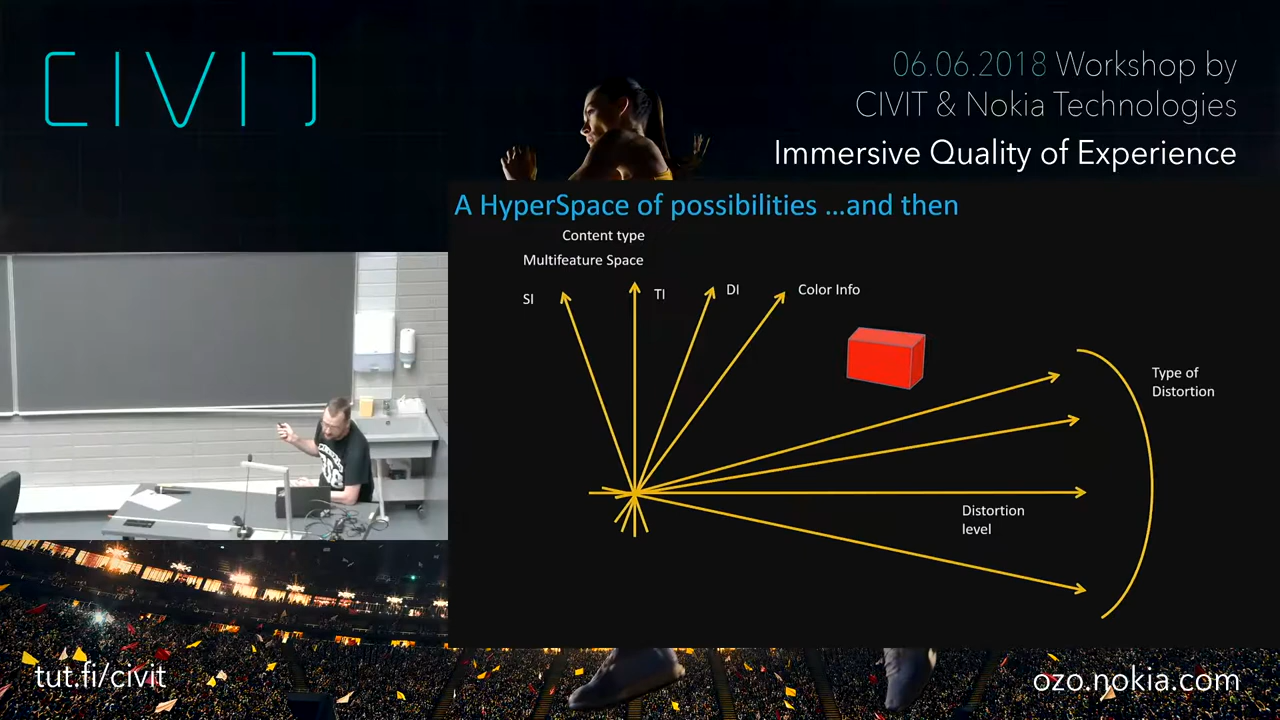 CIVIT
06.06.2018 Workshop by
CIVIT & Nokia Technologies
Immersive Quality of Experience
A HyperSpace of possibilities ...and then
Content type
Multifeature Space
SI
TI
DI
Color Info
Type of
Distortion
Distortion
level
tut.fi/civit
ozo.nokia.com